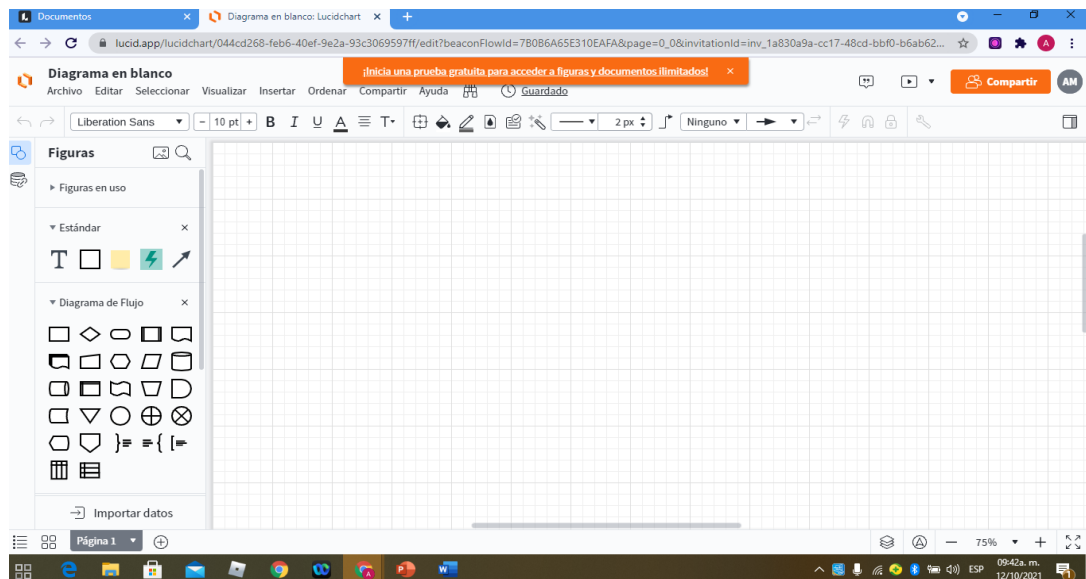 Documentos
Diagrama en blanco: Lucidchart
lucid.app/lucidchart/044cd268-feb6-40ef-9e2a-93c3069597ff/edit?beaconFlowId=7B0B6A65E310EAFA&page=0_0&invitationId=inv_1a830a9a-cc17-48cd-bbf0-b6ab62...
A
Diagrama en blanco
¡Inicia una prueba gratuita para acceder a figuras y documentos ilimitados!
Archivo Editar Seleccionar Visualizar Insertar Ordenar Compartir Ayuda Guardado
Compartir
AM
Liberation Sans 10 pt B I U A T 2 px Ninguno
Figuras
Figuras en uso
Estándar
T
Diagrama de Flujo
Importar datos
Página 1
75%
ESP
09:42a. m.
12/10/2021